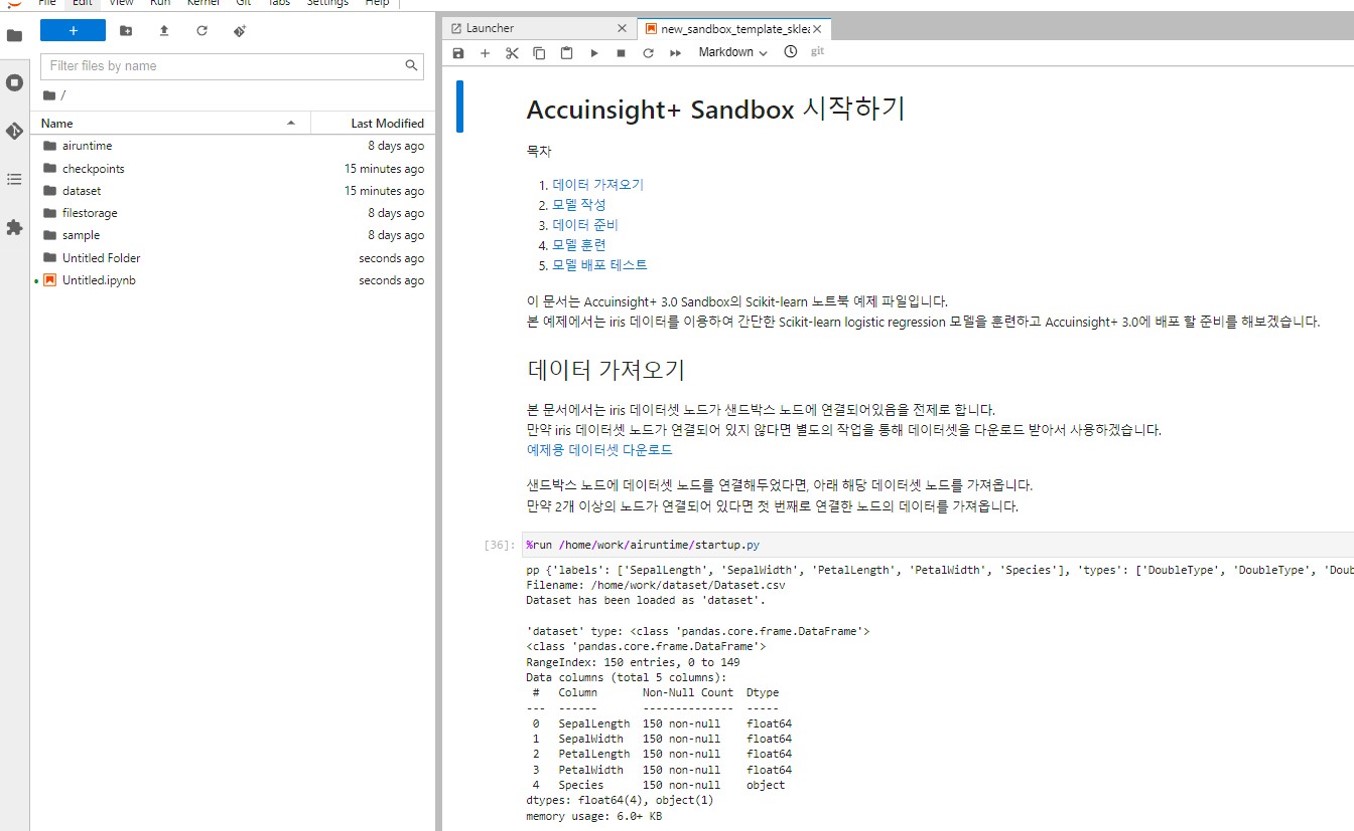 File Edit View Run Kernel Git Tabs Settings Help
Filter files by name
/
Name Last Modified
airuntime 8 days ago
checkpoints 15 minutes ago
dataset 15 minutes ago
filestorage 8 days ago
sample 8 days ago
Untitled Folder seconds ago
Untitled.ipynb seconds ago
Launcher
new_sandbox_template_sklea
Markdown git
Accuinsight+ Sandbox 시작하기
목차
1. 데이터 가져오기
2. 모델 작성
3. 데이터 준비
4. 모델 훈련
5. 모델 배포 테스트
이 문서는 Accuinsight+ 3.0 Sandbox의 Scikit-learn 노트북 예제 파일입니다.
본 예제에서는 iris 데이터를 이용하여 간단한 Scikit-learn logistic regression 모델을 훈련하고 Accuinsight+ 3.0에 배포 할 준비를 해보겠습니다.
데이터 가져오기
본 문서에서는 iris 데이터셋 노드가 샌드박스 노드에 연결되어있음을 전제로 합니다.
만약 iris 데이터셋 노드가 연결되어 있지 않다면 별도의 작업을 통해 데이터셋을 다운로드 받아서 사용하겠습니다.
예제용 데이터셋 다운로드
샌드박스 노드에 데이터셋 노드를 연결해두었다면, 아래 해당 데이터셋 노드를 가져옵니다.
만약 2개 이상의 노드가 연결되어 있다면 첫 번째로 연결한 노드의 데이터를 가져옵니다.
[36]: %run /home/work/airuntime/startup.py
pp {'labels': ['SepalLength', 'SepalWidth', 'PetalLength', 'PetalWidth', 'Species'], 'types': ['DoubleType', 'DoubleType', 'Doub
Filename: /home/work/dataset/Dataset.csv
Dataset has been loaded as 'dataset'.
'dataset' type: <class 'pandas.core.frame.DataFrame'>
<class 'pandas.core.frame.DataFrame'>
RangeIndex: 150 entries, 0 to 149
Data columns (total 5 columns):
# Column Non-Null Count Dtype
--- ------ -------------- -----
0 SepalLength 150 non-null float64
1 SepalWidth 150 non-null float64
2 PetalLength 150 non-null float64
3 PetalWidth 150 non-null float64
4 Species 150 non-null object
dtypes: float64(4), object(1)
memory usage: 6.0+ KB